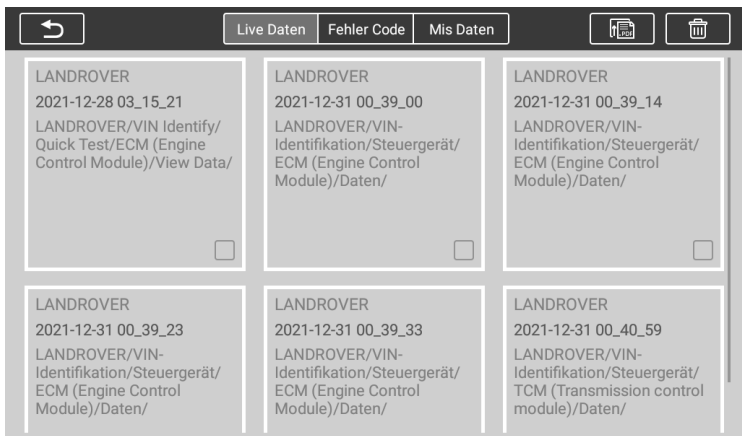 Live Daten Fehler Code Mis Daten PDF
LANDROVER
2021-12-28 03_15_21
LANDROVER/VIN Identify/
Quick Test/ECM (Engine
Control Module)/View Data/
LANDROVER
2021-12-31 00_39_00
LANDROVER/VIN-
Identifikation/Steuergerät/
ECM (Engine Control
Module)/Daten/
LANDROVER
2021-12-31 00_39_14
LANDROVER/VIN-
Identifikation/Steuergerät/
ECM (Engine Control
Module)/Daten/
LANDROVER
2021-12-31 00_39_23
LANDROVER/VIN-
Identifikation/Steuergerät/
ECM (Engine Control
Module)/Daten/
LANDROVER
2021-12-31 00_39_33
LANDROVER/VIN-
Identifikation/Steuergerät/
ECM (Engine Control
Module)/Daten/
LANDROVER
2021-12-31 00_40_59
LANDROVER/VIN-
Identifikation/Steuergerät/
TCM (Transmission control
module)/Daten/